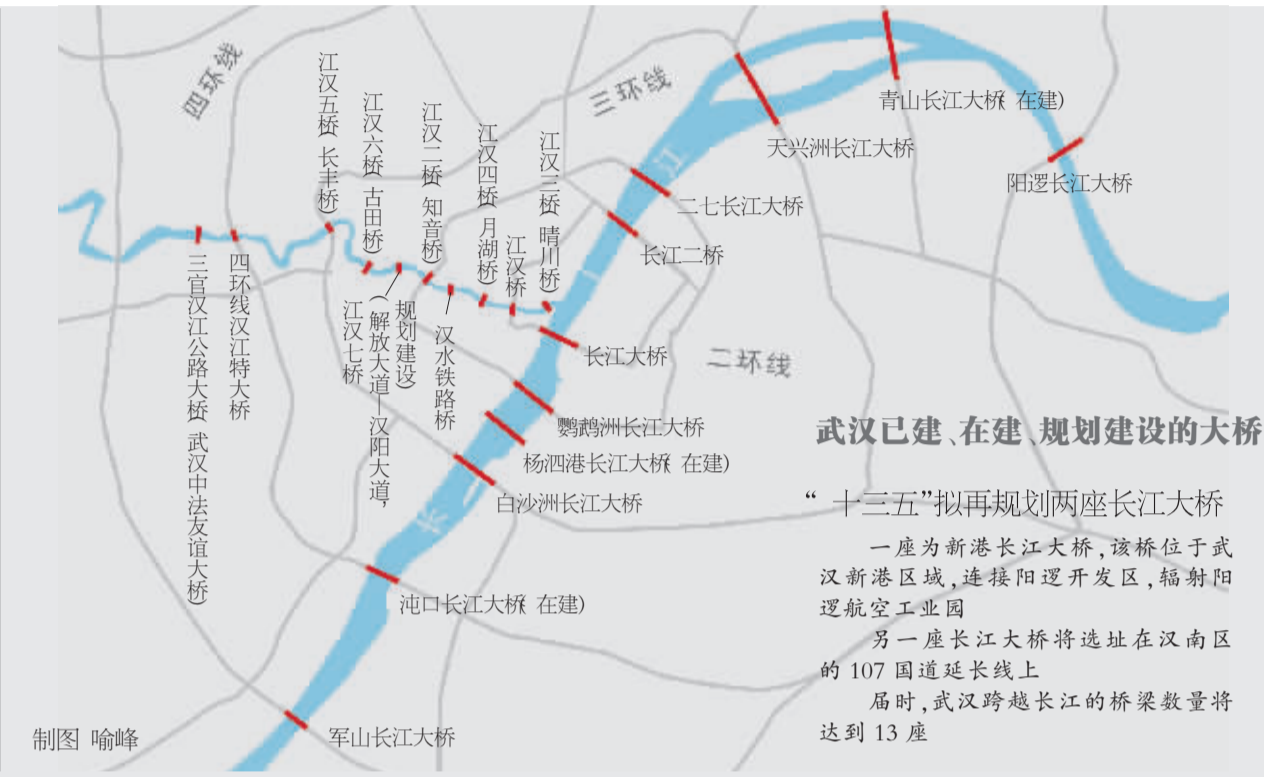 四环线
三环线
江汉五桥(长丰桥)
江汉六桥(古田桥)
江汉二桥(知音桥)
江汉四桥(月湖桥)
江汉桥
江汉三桥(晴川桥)
三官汉江公路大桥(武汉中法友谊大桥)
四环线汉江特大桥
江汉七桥
(解放大道—汉阳大道,
规划建设)
汉水铁路桥
青山长江大桥(在建)
天兴洲长江大桥
阳逻长江大桥
二七长江大桥
长江二桥
长江大桥
二环线
鹦鹉洲长江大桥
杨泗港长江大桥(在建)
白沙洲长江大桥
沌口长江大桥(在建)
军山长江大桥
长
江
武汉已建、在建、规划建设的大桥
“十三五”拟再规划两座长江大桥
一座为新港长江大桥,该桥位于武
汉新港区域,连接阳逻开发区,辐射阳
逻航空工业园
另一座长江大桥将选址在汉南区
的 107 国道延长线上
届时,武汉跨越长江的桥梁数量将
达到 13 座
制图 喻峰